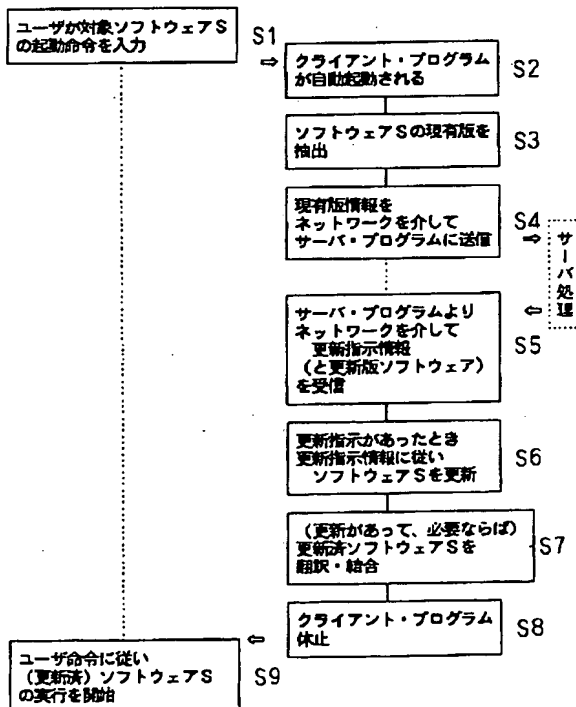 ユーザが対象ソフトウェアS
の起動命令を入力
S1
⇨
クライアント・プログラム
が自動起動される
S2
ソフトウェアSの現有版を
抽出
S3
現有版情報を
ネットワークを介して
サーバ・プログラムに送信
S4
⇨
サーバ処理
サーバ・プログラムより
ネットワークを介して
更新指示情報
(と更新版ソフトウェア)
を受信
⇦
S5
更新指示があったとき
更新指示情報に従い
ソフトウェアSを更新
S6
(更新があって、必要ならば)
更新済ソフトウェアSを
翻訳・結合
S7
クライアント・プログラム
休止
S8
⇦
ユーザ命令に従い
(更新済)ソフトウェアS
の実行を開始
S9